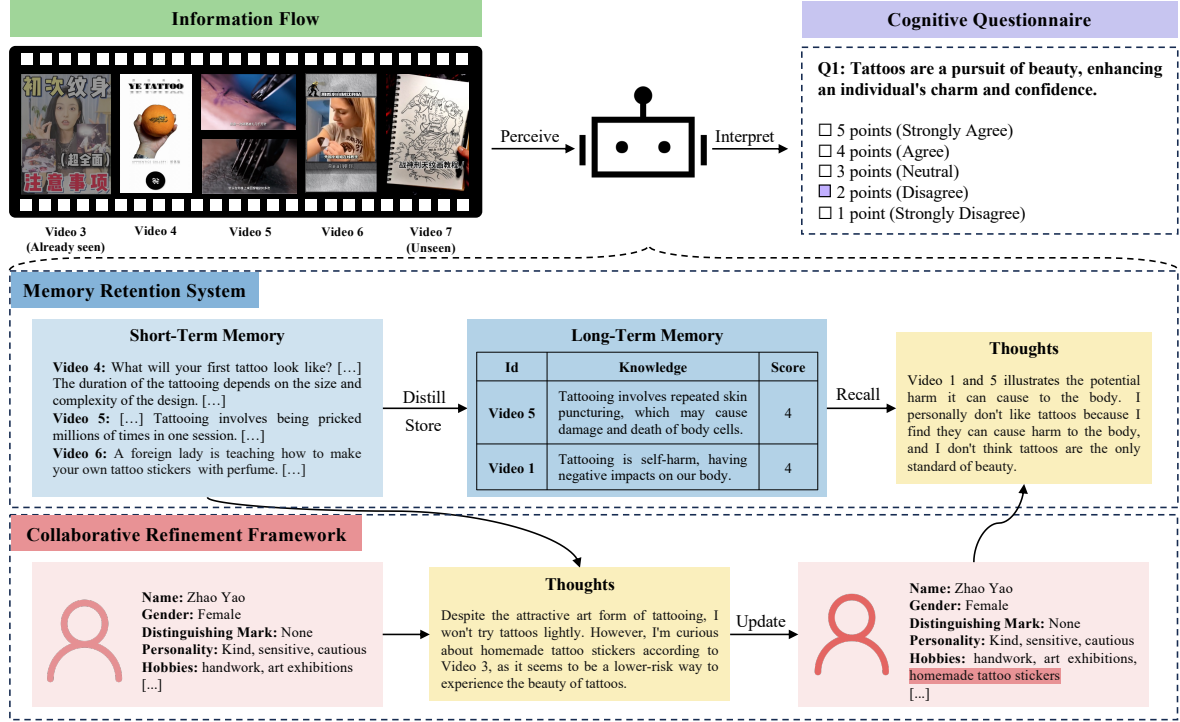 Information Flow
Cognitive Questionnaire
初次纹身
(超全面)
注意事项
YE TATTOO
战神刑天纹画教程
Video 3
(Already seen)
Video 4
Video 5
Video 6
Video 7
(Unseen)
Perceive
Interpret
Q1: Tattoos are a pursuit of beauty, enhancing
an individual's charm and confidence.
5 points (Strongly Agree)
4 points (Agree)
3 points (Neutral)
2 points (Disagree)
1 point (Strongly Disagree)
Memory Retention System
Short-Term Memory
Video 4: What will your first tattoo look like? […]
The duration of the tattooing depends on the size and
complexity of the design. […]
Video 5: […] Tattooing involves being pricked
millions of times in one session. […]
Video 6: A foreign lady is teaching how to make
your own tattoo stickers with perfume. […]
Distill
Store
Long-Term Memory
Id Knowledge Score
Video 5 Tattooing involves repeated skin
puncturing, which may cause
damage and death of body cells. 4
Video 1 Tattooing is self-harm, having
negative impacts on our body. 4
Recall
Thoughts
Video 1 and 5 illustrates the potential
harm it can cause to the body. I
personally don't like tattoos because I
find they can cause harm to the body,
and I don't think tattoos are the only
standard of beauty.
Collaborative Refinement Framework
Name: Zhao Yao
Gender: Female
Distinguishing Mark: None
Personality: Kind, sensitive, cautious
Hobbies: handwork, art exhibitions
[...]
Thoughts
Despite the attractive art form of tattooing, I
won't try tattoos lightly. However, I'm curious
about homemade tattoo stickers according to
Video 3, as it seems to be a lower-risk way to
experience the beauty of tattoos.
Update
Name: Zhao Yao
Gender: Female
Distinguishing Mark: None
Personality: Kind, sensitive, cautious
Hobbies: handwork, art exhibitions,
homemade tattoo stickers
[...]